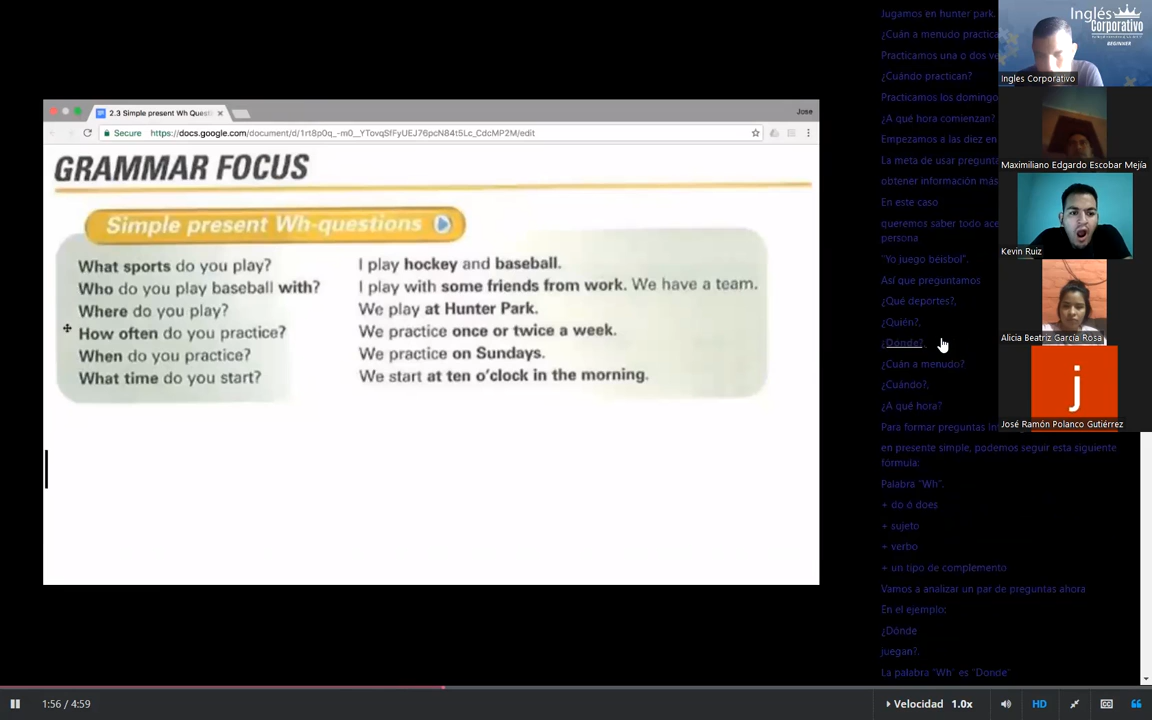 2.3 Simple present Wh Quest
Jose
Secure
https://docs.google.com/document/d/1rt8p0q_-m0_YTovqSfFyUEJ76pcN84t5Lc_CdcMP2M/edit
GRAMMAR FOCUS
Simple present Wh-questions
What sports do you play? I play hockey and baseball.
Who do you play baseball with? I play with some friends from work. We have a team.
Where do you play? We play at Hunter Park.
How often do you practice? We practice once or twice a week.
When do you practice? We practice on Sundays.
What time do you start? We start at ten o'clock in the morning.
Jugamos en hunter park.
¿Cuán a menudo practica
Practicamos una o dos ve
¿Cuándo practican?
Practicamos los domingo
¿A qué hora comienzan?
Empezamos a las diez en
La meta de usar pregunta
obtener información más
En este caso
queremos saber todo ace
persona
"Yo juego béisbol".
Así que preguntamos
¿Qué deportes?,
¿Quién?,
¿Donde?,
¿Cuán a menudo?
¿Cuándo?,
¿A qué hora?
Para formar preguntas in
en presente simple, podemos seguir esta siguiente
fórmula:
Palabra "Wh".
+ do ó does
+ sujeto
+ verbo
+ un tipo de complemento
Vamos a analizar un par de preguntas ahora
En el ejemplo:
¿Dónde
juegan?.
La palabra "Wh" es "Donde"
Inglés
Corporativo
BEGINNER
Ingles Corporativo
Maximiliano Edgardo Escobar Mejía
Kevin Ruiz
Alicia Beatriz García Rosa
j
José Ramón Polanco Gutiérrez
1:56 / 4:59
Velocidad 1.0x
HD
CC